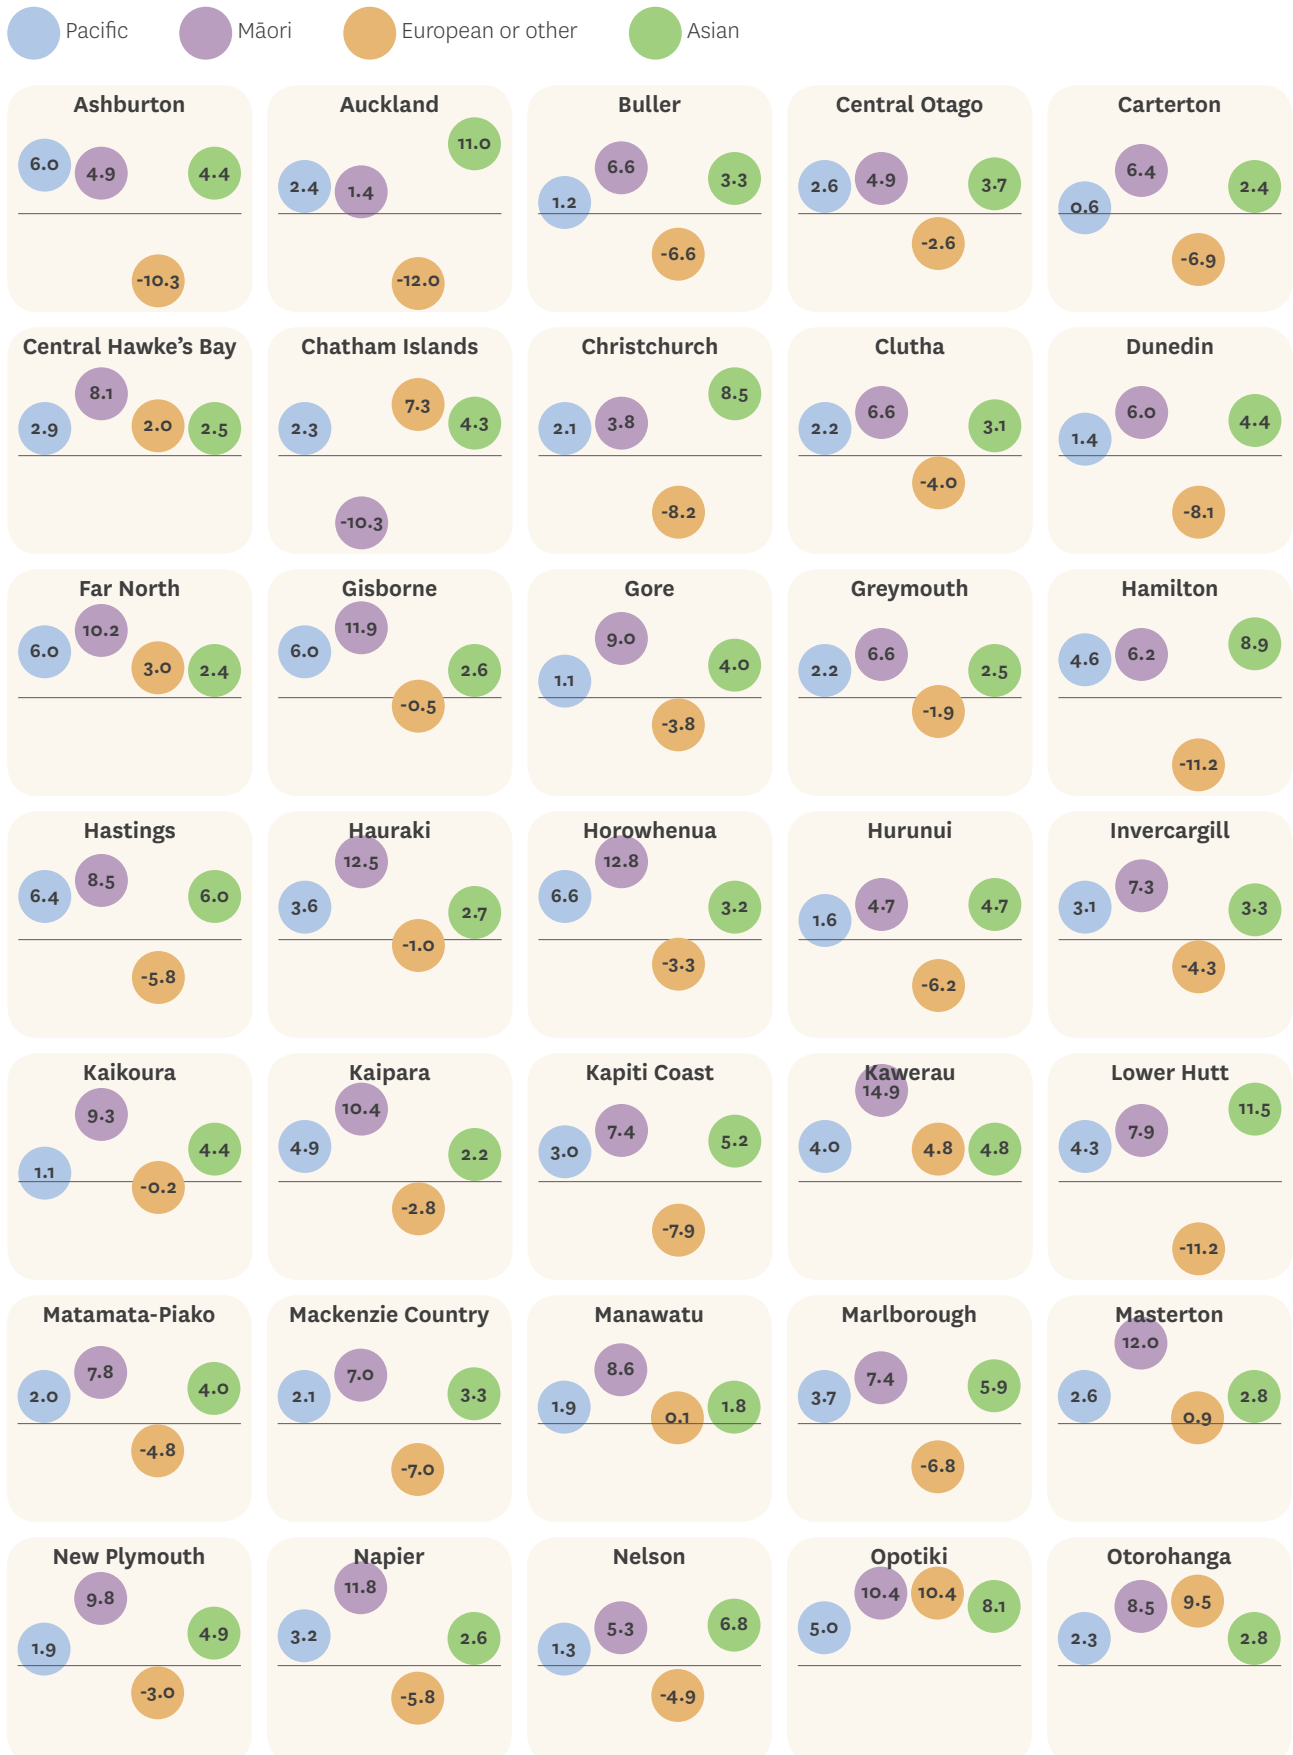 Pacific Māori European or other Asian
Ashburton Auckland Buller Central Otago Carterton
6.0 4.9 -10.3 4.4 2.4 1.4 -12.0 11.0 1.2 6.6 -6.6 3.3 2.6 4.9 -2.6 3.7 0.6 6.4 -6.9 2.4
Central Hawke’s Bay Chatham Islands Christchurch Clutha Dunedin
2.9 8.1 2.0 2.5 2.3 -10.3 7.3 4.3 2.1 3.8 -8.2 8.5 2.2 6.6 -4.0 3.1 1.4 6.0 -8.1 4.4
Far North Gisborne Gore Greymouth Hamilton
6.0 10.2 3.0 2.4 6.0 11.9 -0.5 2.6 1.1 9.0 -3.8 4.0 2.2 6.6 -1.9 2.5 4.6 6.2 -11.2 8.9
Hastings Hauraki Horowhenua Hurunui Invercargill
6.4 8.5 -5.8 6.0 3.6 12.5 -1.0 2.7 6.6 12.8 -3.3 3.2 1.6 4.7 -6.2 4.7 3.1 7.3 -4.3 3.3
Kaikoura Kaipara Kapiti Coast Kawerau Lower Hutt
1.1 9.3 -0.2 4.4 4.9 10.4 -2.8 2.2 3.0 7.4 -7.9 5.2 4.0 14.9 4.8 4.8 4.3 7.9 -11.2 11.5
Matamata-Piako Mackenzie Country Manawatu Marlborough Masterton
2.0 7.8 -4.8 4.0 2.1 7.0 -7.0 3.3 1.9 8.6 0.1 1.8 3.7 7.4 -6.8 5.9 2.6 12.0 0.9 2.8
New Plymouth Napier Nelson Opotiki Otorohanga
1.9 9.8 -3.0 4.9 3.2 11.8 -5.8 2.6 1.3 5.3 -4.9 6.8 5.0 10.4 10.4 8.1 2.3 8.5 9.5 2.8